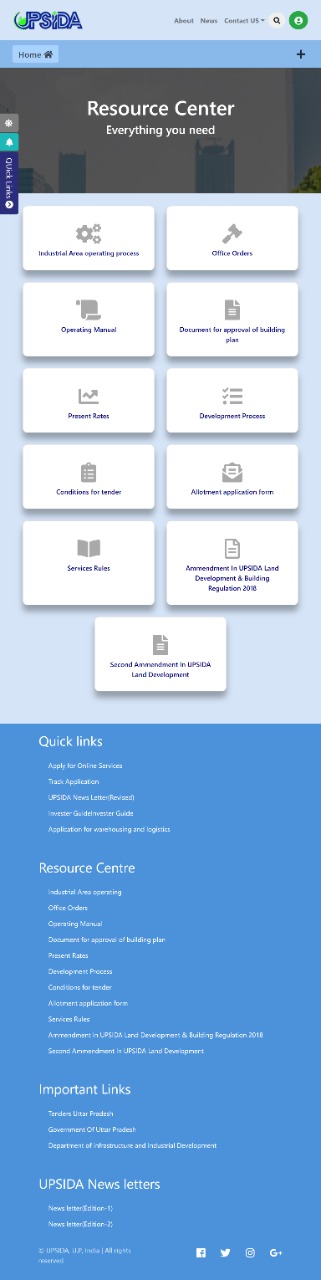 UPSIDA
About News Contact US
Home
Resource Center
Everything you need
QUick Links
Industrial Area operating process
Office Orders
Operating Manual
Document for approval of building
plan
Present Rates
Development Process
Conditions for tender
Allotment application form
Services Rules
Ammendment In UPSIDA Land
Development & Building
Regulation 2018
Second Ammendment In UPSIDA
Land Development
Quick links
Apply for Online Services
Track Application
UPSIDA News Letter(Revised)
Invester GuideInvester Guide
Application for warehousing and logistics
Resource Centre
Industrial Area operating
Office Orders
Operating Manual
Document for approval of building plan
Present Rates
Development Process
Conditions for tender
Allotment application form
Services Rules
Ammendment In UPSIDA Land Development & Building Regulation 2018
Second Ammendment In UPSIDA Land Development
Important Links
Tenders Uttar Pradesh
Government Of Uttar Pradesh
Department of Infrastructure and Industrial Development
UPSIDA News letters
News letter(Edition-1)
News letter(Edition-2)
© UPSIDA, U.P, India | All rights
reserved